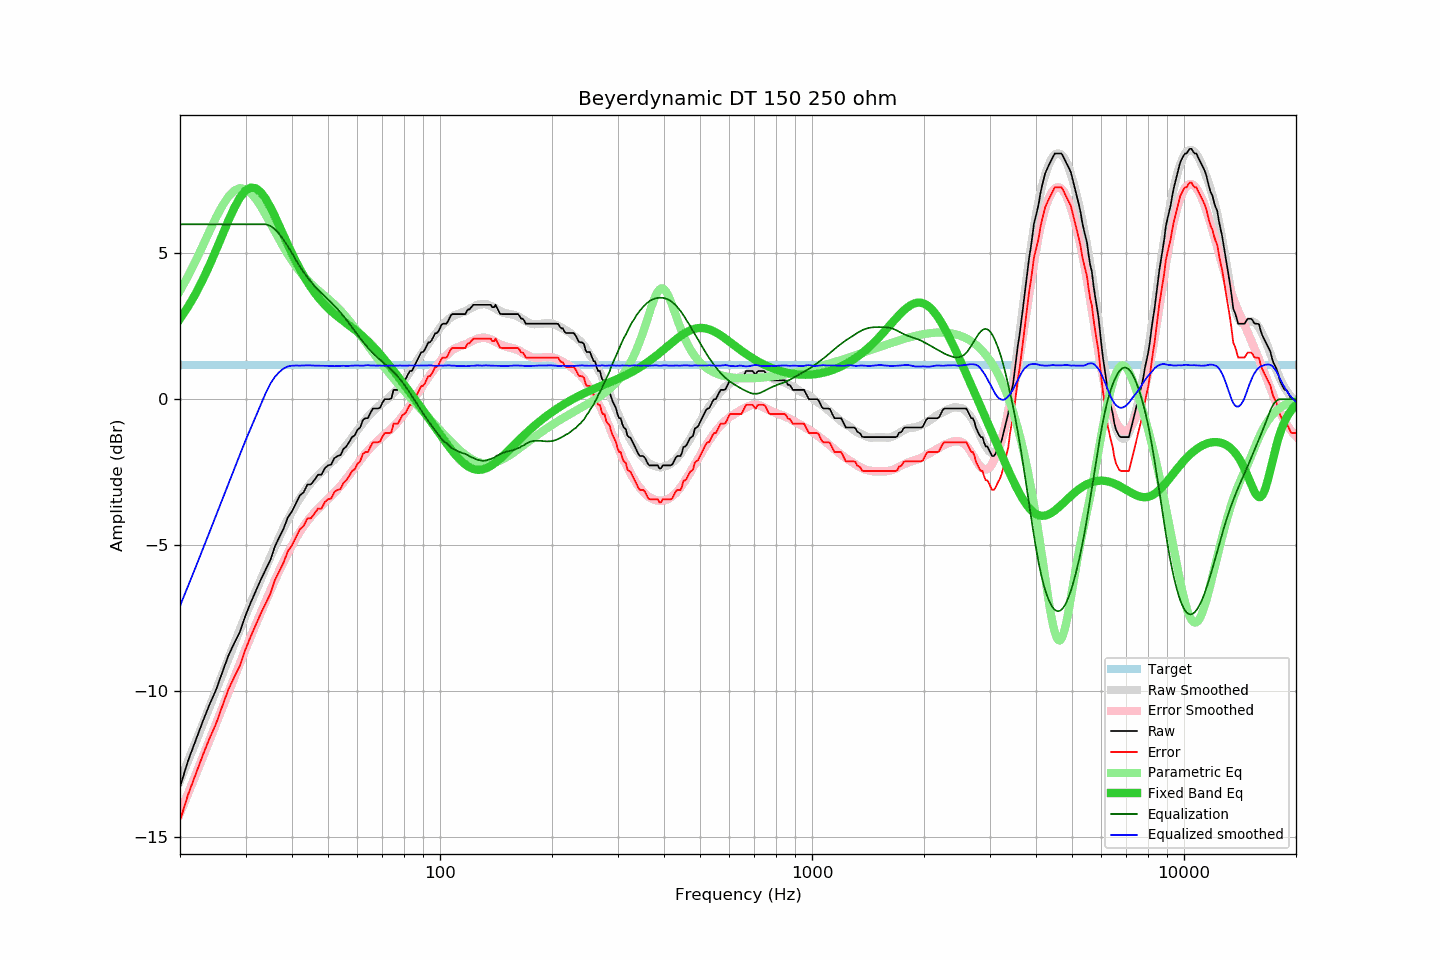 Beyerdynamic DT 150 250 ohm
Amplitude (dBr)
5
0
−5
−10
−15
100
1000
10000
Frequency (Hz)
Target
Raw Smoothed
Error Smoothed
Raw
Error
Parametric Eq
Fixed Band Eq
Equalization
Equalized smoothed